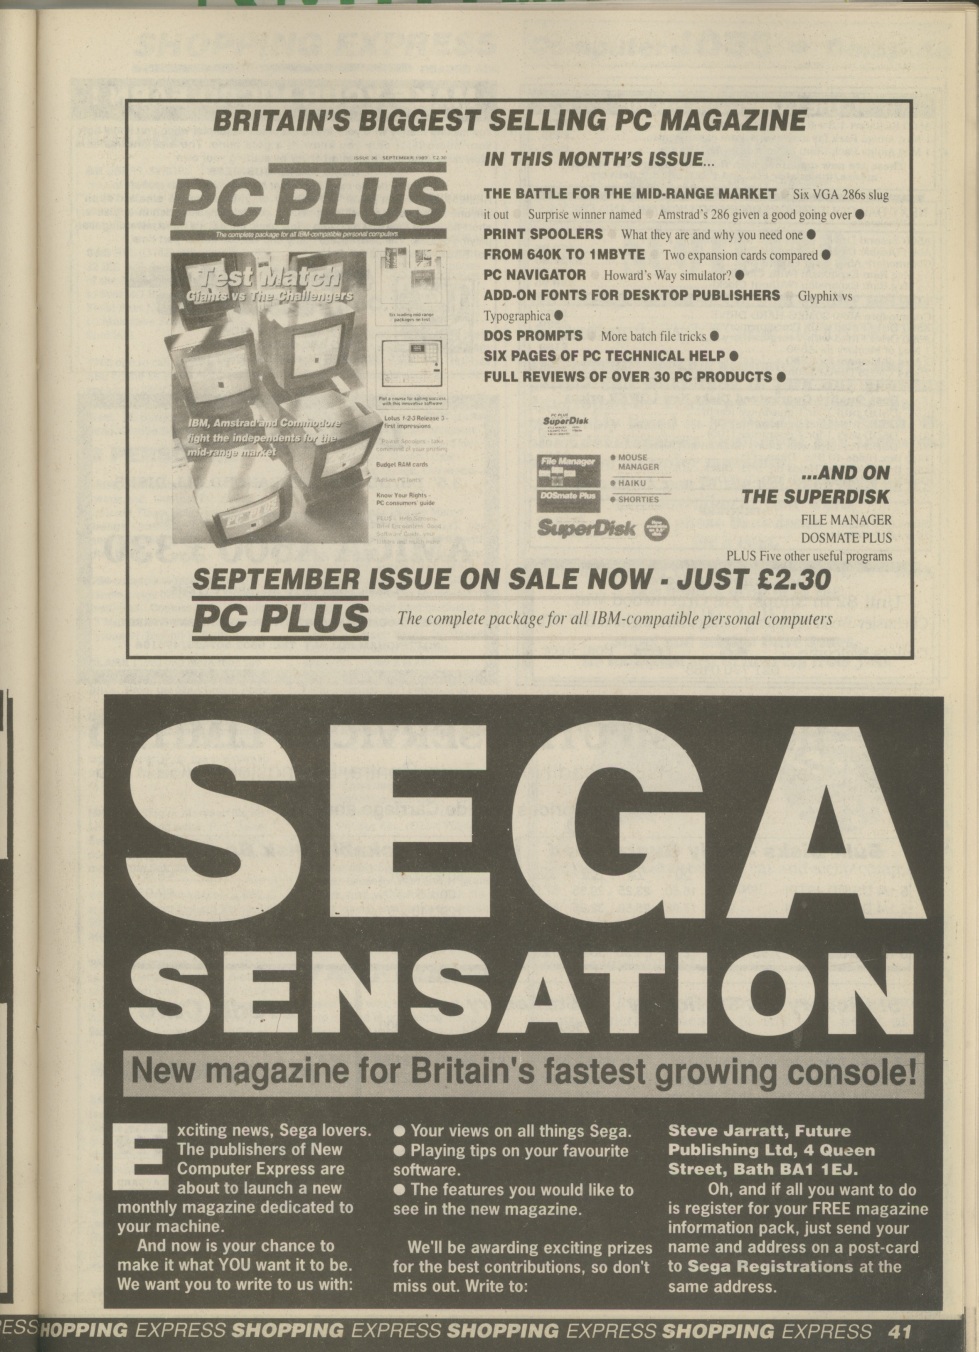 BRITAIN'S BIGGEST SELLING PC MAGAZINE
PC PLUS
The complete package for all IBM-compatible personal computers
Test Match
Giants vs The Challengers
IBM, Amstrad and Commodore
fight the independents for the
mid-range market
Lotus 1-2-3 Release 3 -
first impressions
Budget RAM cards
Know Your Rights -
PC consumers' guide
IN THIS MONTH'S ISSUE...
THE BATTLE FOR THE MID-RANGE MARKET Six VGA 286s slug
it out Surprise winner named Amstrad's 286 given a good going over ●
PRINT SPOOLERS What they are and why you need one ●
FROM 640K TO 1MBYTE Two expansion cards compared ●
PC NAVIGATOR Howard's Way simulator? ●
ADD-ON FONTS FOR DESKTOP PUBLISHERS Glyphix vs
Typographica ●
DOS PROMPTS More batch file tricks ●
SIX PAGES OF PC TECHNICAL HELP ●
FULL REVIEWS OF OVER 30 PC PRODUCTS ●
PC PLUS
SuperDisk
File Manager
DOSmate Plus
● MOUSE
MANAGER
● HAIKU
● SHORTIES
SuperDisk
...AND ON
THE SUPERDISK
FILE MANAGER
DOSMATE PLUS
PLUS Five other useful programs
SEPTEMBER ISSUE ON SALE NOW - JUST £2.30
PC PLUS
The complete package for all IBM-compatible personal computers
SEGA
SENSATION
New magazine for Britain's fastest growing console!
Exciting news, Sega lovers.
The publishers of New
Computer Express are
about to launch a new
monthly magazine dedicated to
your machine.
And now is your chance to
make it what YOU want it to be.
We want you to write to us with:
● Your views on all things Sega.
● Playing tips on your favourite
software.
● The features you would like to
see in the new magazine.
We'll be awarding exciting prizes
for the best contributions, so don't
miss out. Write to:
Steve Jarratt, Future
Publishing Ltd, 4 Queen
Street, Bath BA1 1EJ.
Oh, and if all you want to do
is register for your FREE magazine
information pack, just send your
name and address on a post-card
to Sega Registrations at the
same address.
ESS
HOPPING EXPRESS SHOPPING EXPRESS SHOPPING EXPRESS SHOPPING EXPRESS 41